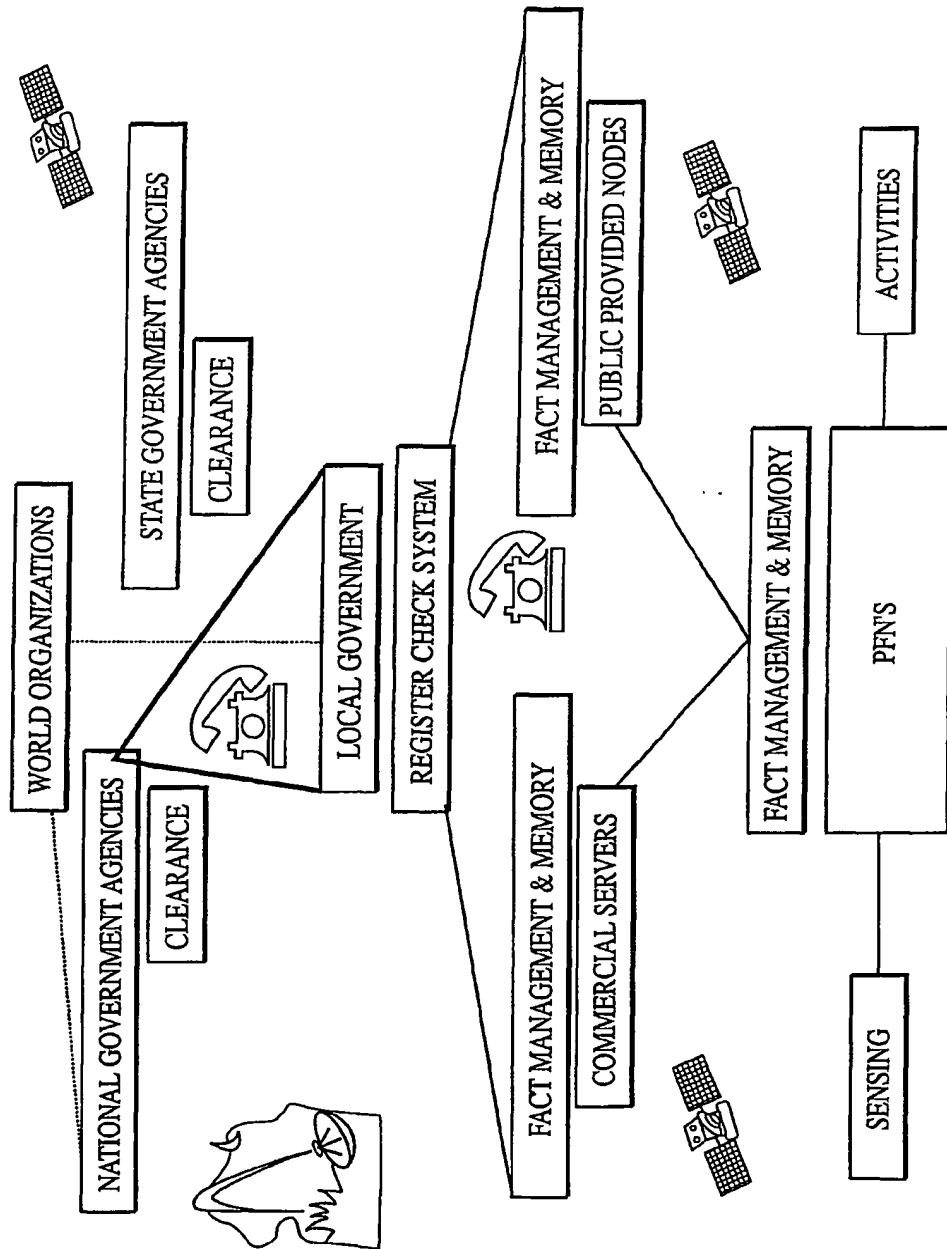 WORLD ORGANIZATIONS
NATIONAL GOVERNMENT AGENCIES
STATE GOVERNMENT AGENCIES
CLEARANCE
CLEARANCE
LOCAL GOVERNMENT
REGISTER CHECK SYSTEM
FACT MANAGEMENT & MEMORY
FACT MANAGEMENT & MEMORY
COMMERCIAL SERVERS
PUBLIC PROVIDED NODES
FACT MANAGEMENT & MEMORY
SENSING
PFN'S
ACTIVITIES